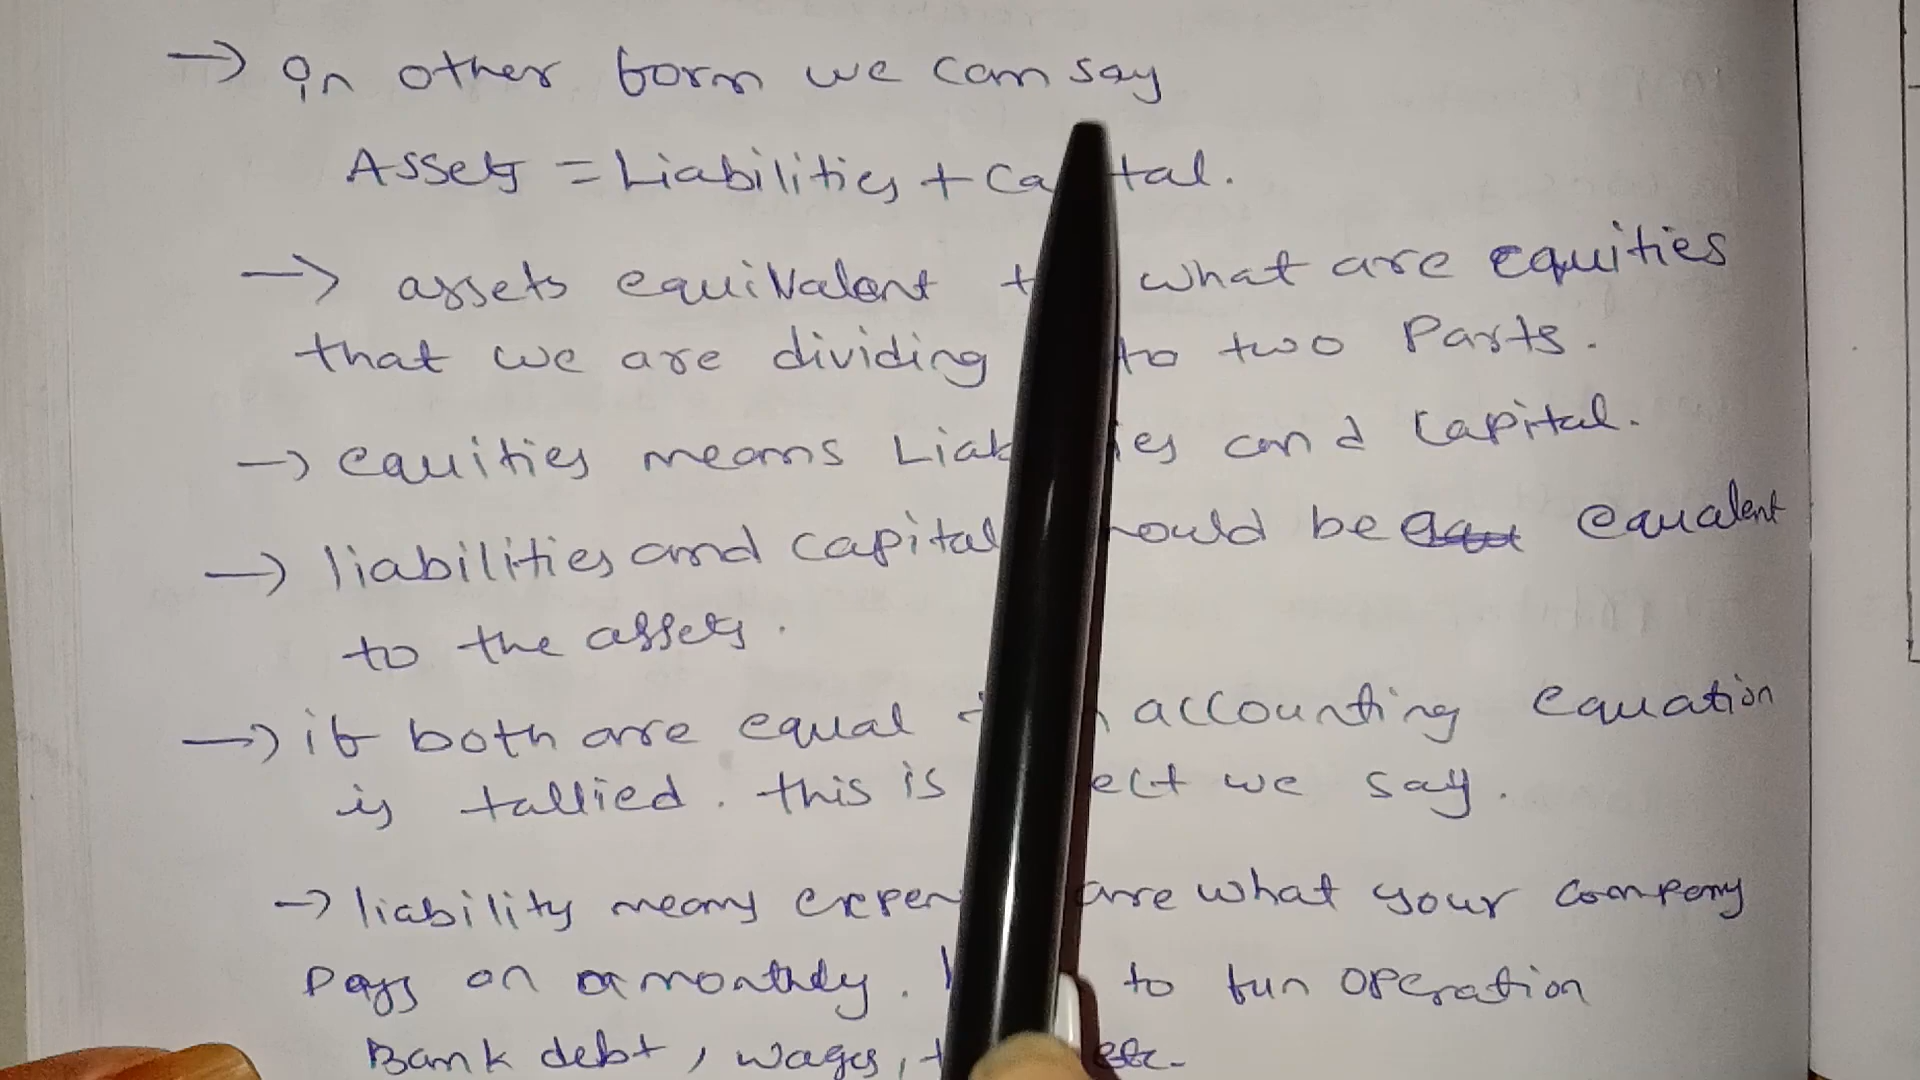 → in other form we can say
Assets = Liabilities + Ca tal.
→ assets equivalent what are equities
that we are dividing to two Parts.
→ equities means Liab ies and capital.
→ liabilities and capital ould be equalent
to the assets.
→ if both are equal accounting equation
is tallied. this is ect we say.
→ liability means expen are what your company
pays on a monthly. to fun operation
Bank debt, wages, t etc.